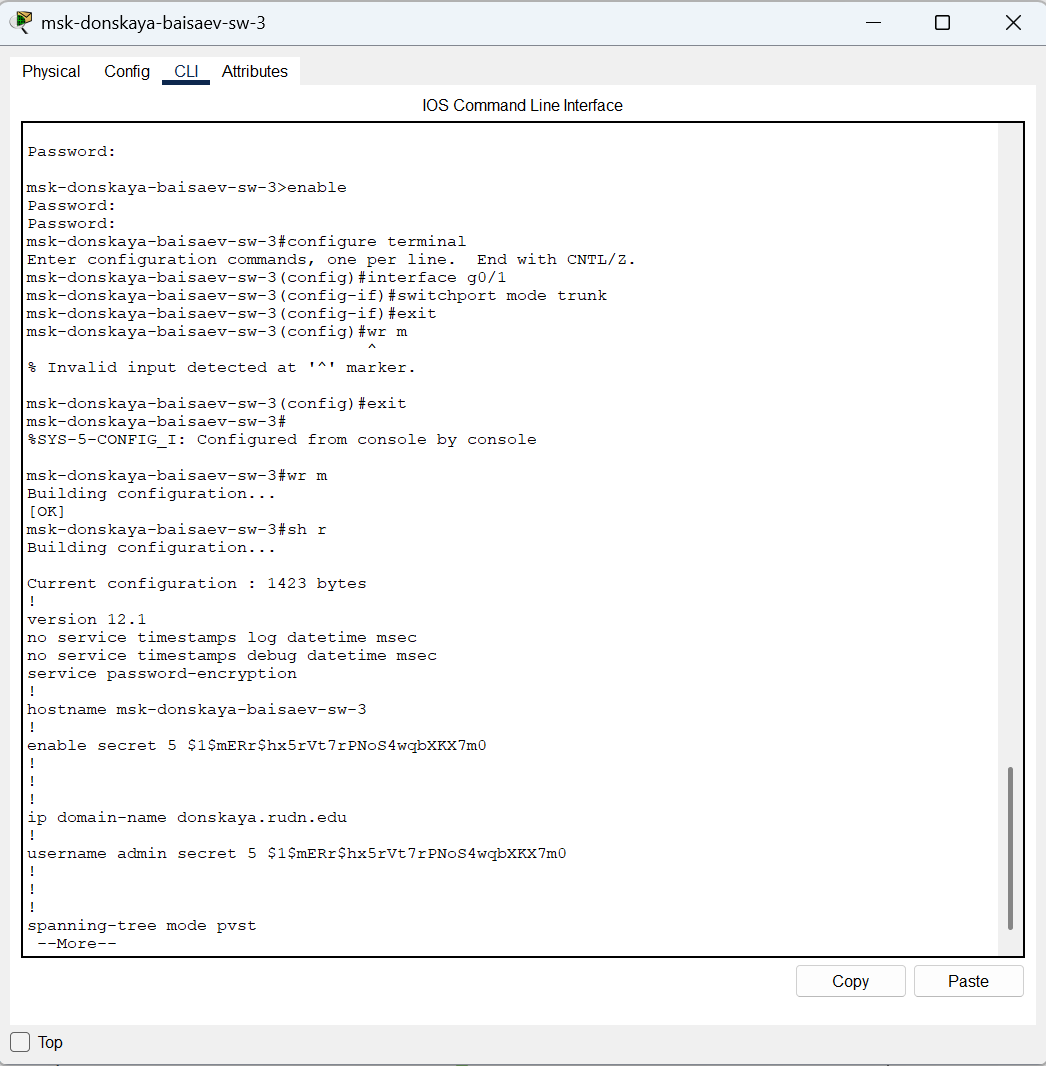 msk-donskaya-baisaev-sw-3
Physical Config CLI Attributes
IOS Command Line Interface
Password:
msk-donskaya-baisaev-sw-3>enable
Password:
Password:
msk-donskaya-baisaev-sw-3#configure terminal
Enter configuration commands, one per line.  End with CNTL/Z.
msk-donskaya-baisaev-sw-3(config)#interface g0/1
msk-donskaya-baisaev-sw-3(config-if)#switchport mode trunk
msk-donskaya-baisaev-sw-3(config-if)#exit
msk-donskaya-baisaev-sw-3(config)#wr m
^
% Invalid input detected at '^' marker.
msk-donskaya-baisaev-sw-3(config)#exit
msk-donskaya-baisaev-sw-3#
%SYS-5-CONFIG_I: Configured from console by console
msk-donskaya-baisaev-sw-3#wr m
Building configuration...
[OK]
msk-donskaya-baisaev-sw-3#sh r
Building configuration...
Current configuration : 1423 bytes
!
version 12.1
no service timestamps log datetime msec
no service timestamps debug datetime msec
service password-encryption
!
hostname msk-donskaya-baisaev-sw-3
!
enable secret 5 $1$mERr$hx5rVt7rPNoS4wqbXKX7m0
!
!
!
ip domain-name donskaya.rudn.edu
!
username admin secret 5 $1$mERr$hx5rVt7rPNoS4wqbXKX7m0
!
!
!
spanning-tree mode pvst
--More--
Copy Paste
Top